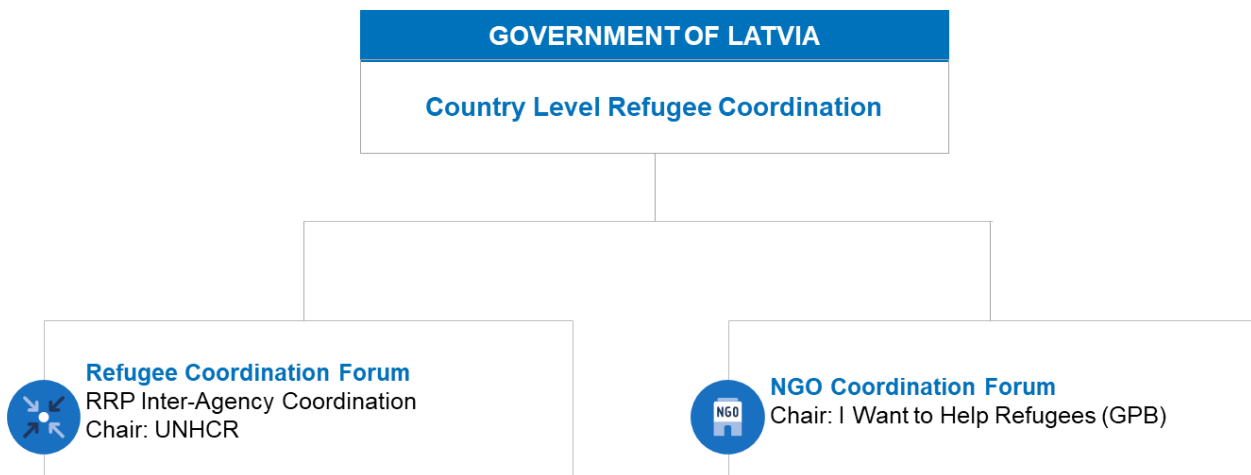 GOVERNMENT OF LATVIA
Country Level Refugee Coordination
Refugee Coordination Forum
RRP Inter-Agency Coordination
Chair: UNHCR
NGO
NGO Coordination Forum
Chair: I Want to Help Refugees (GPB)